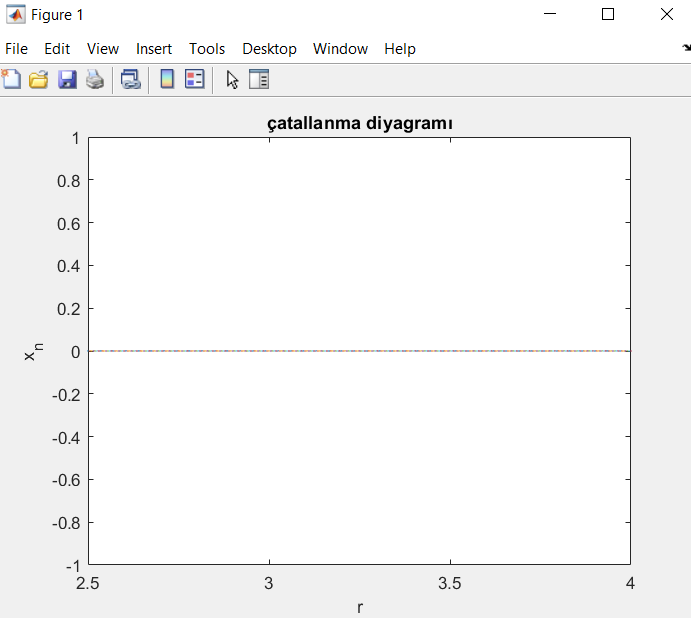 Figure 1
File Edit View Insert Tools Desktop Window Help
çatallanma diyagramı
1
0.8
0.6
0.4
0.2
0
-0.2
-0.4
-0.6
-0.8
-1
x_n
2.5 3 3.5 4
r